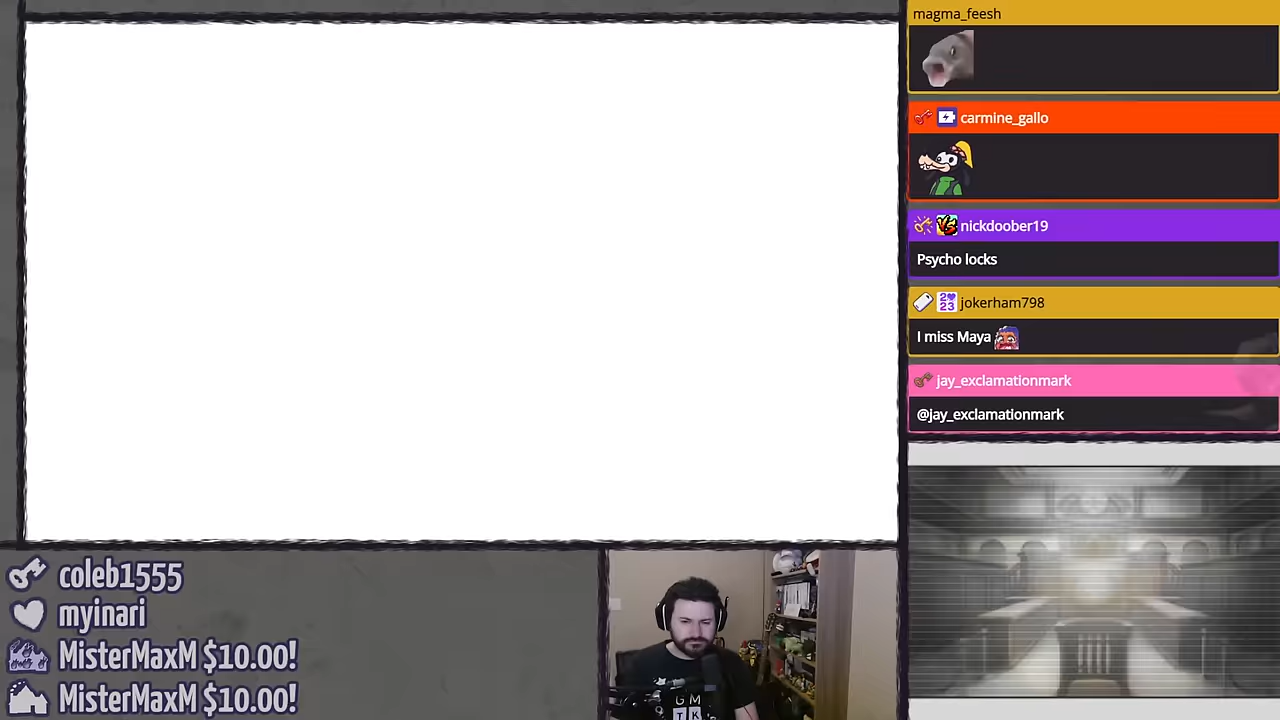 magma_feesh
carmine_gallo
nickdoober19
Psycho locks
jokerham798
I miss Maya
jay_exclamationmark
@jay_exclamationmark
coleb1555
myinari
MisterMaxM $10.00!
MisterMaxM $10.00!
G M
T K